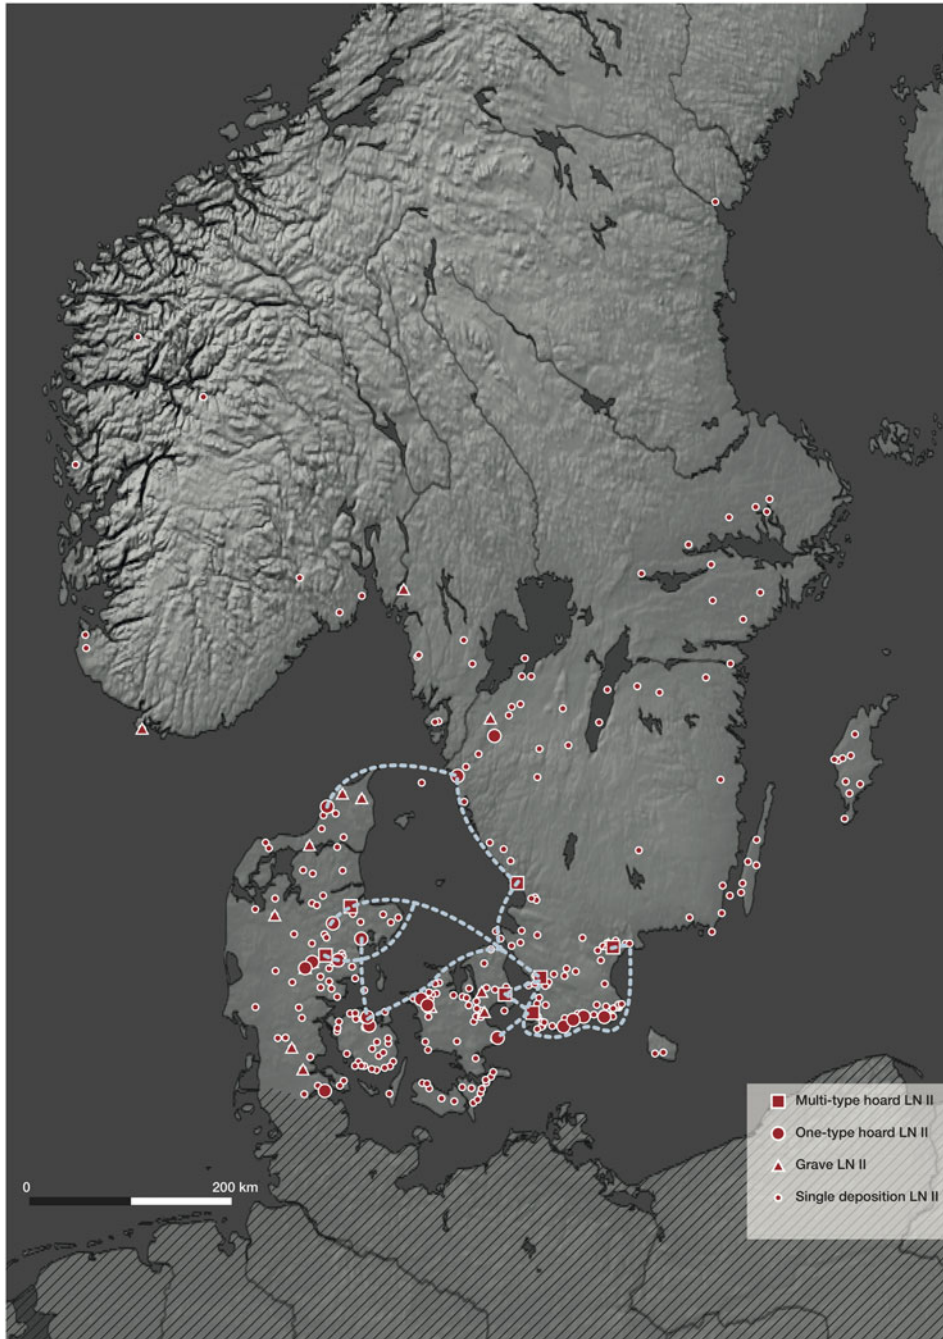 Multi-type hoard LN II
One-type hoard LN II
Grave LN II
Single deposition LN II
0 200 km